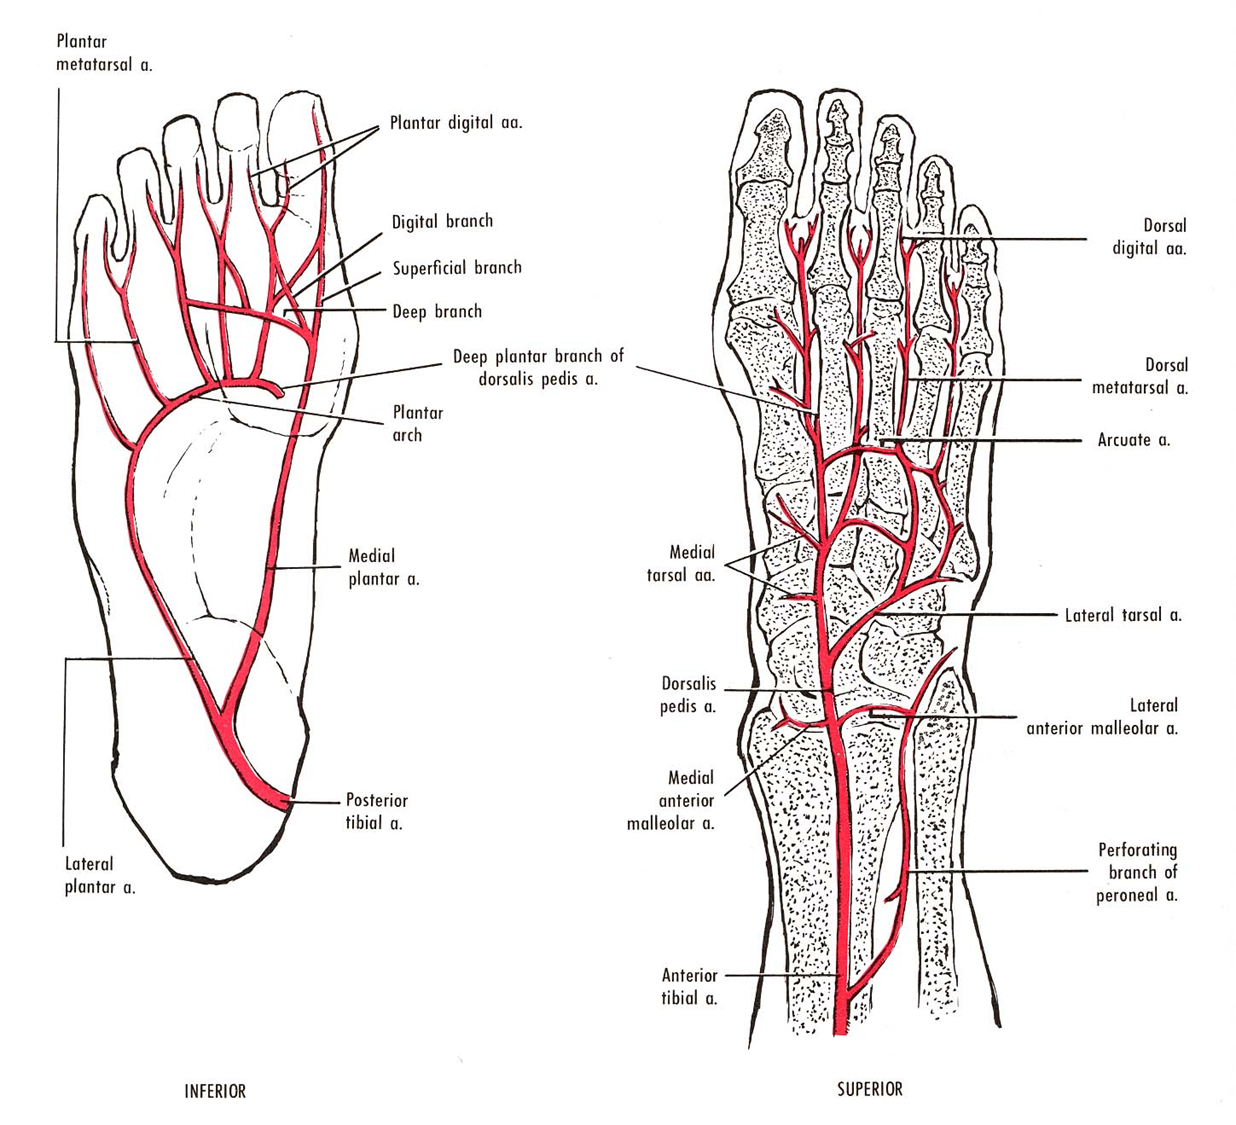 Plantar
metatarsal a.
Plantar digital aa.
Digital branch
Superficial branch
Deep branch
Deep plantar branch of
dorsalis pedis a.
Plantar
arch
Medial
plantar a.
Posterior
tibial a.
Lateral
plantar a.
INFERIOR
Dorsal
digital aa.
Dorsal
metatarsal a.
Arcuate a.
Medial
tarsal aa.
Lateral tarsal a.
Dorsalis
pedis a.
Lateral
anterior malleolar a.
Medial
anterior
malleolar a.
Perforating
branch of
peroneal a.
Anterior
tibial a.
SUPERIOR